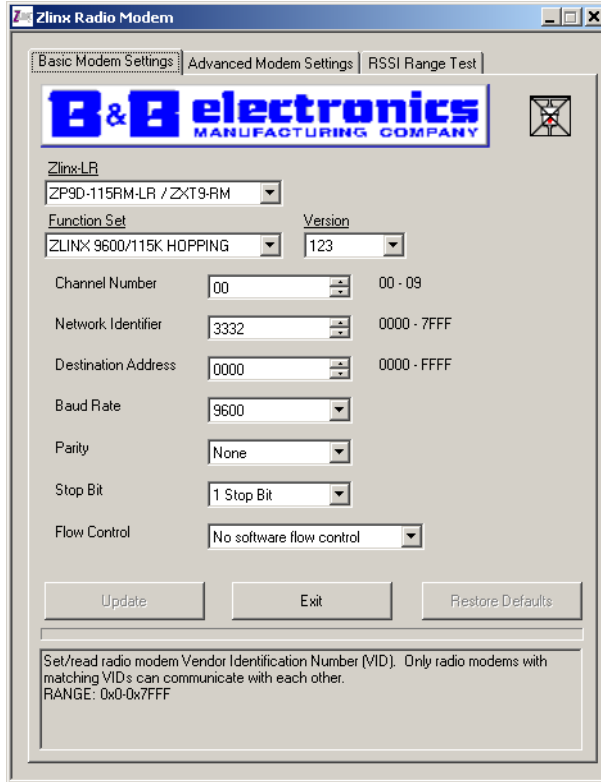 Zlinx Radio Modem
Basic Modem Settings Advanced Modem Settings RSSI Range Test
B&B electronics
MANUFACTURING COMPANY
Zlinx-LR
ZP9D-115RM-LR / ZXT9-RM
Function Set Version
ZLINX 9600/115K HOPPING 123
Channel Number 00 00 - 09
Network Identifier 3332 0000 - 7FFF
Destination Address 0000 0000 - FFFF
Baud Rate 9600
Parity None
Stop Bit 1 Stop Bit
Flow Control No software flow control
Update Exit Restore Defaults
Set/read radio modem Vendor Identification Number (VID). Only radio modems with
matching VIDs can communicate with each other.
RANGE: 0x0-0x7FFF